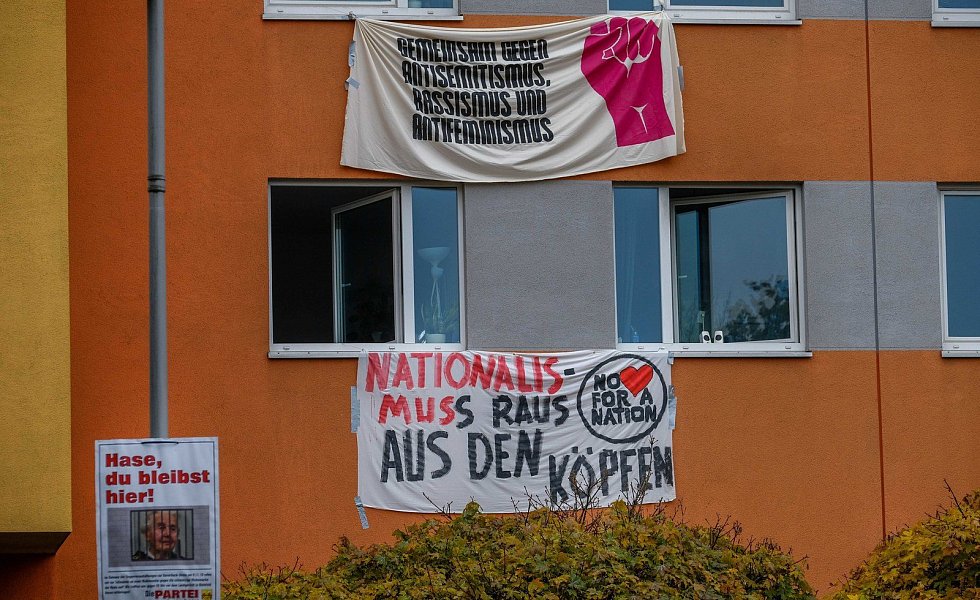 GEMEINSAM GEGEN
ANTISEMITISMUS,
RASSISMUS UND
ANTIFEMINISMUS
NATIONALIS-
MUSS RAUS
AUS DEN
KÖPFEN
NO
FOR A
NATION
Hase,
du bleibst
hier!
Die PARTEI